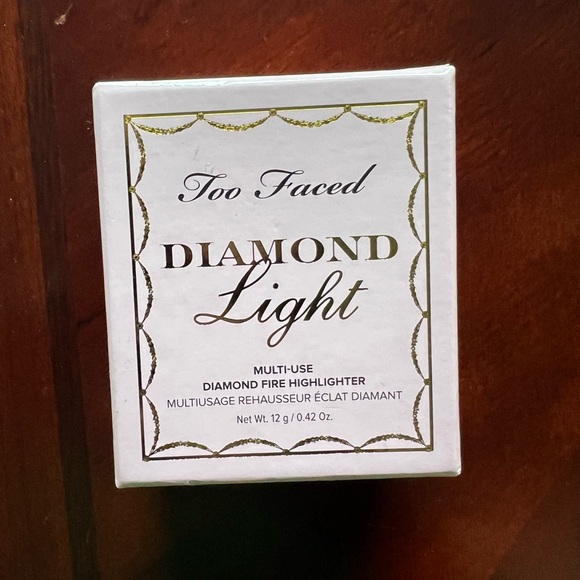 Too Faced
DIAMOND
Light
MULTI-USE
DIAMOND FIRE HIGHLIGHTER
MULTIUSAGE REHAUSSEUR ÉCLAT DIAMANT
Net Wt. 12 g / 0.42 Oz.